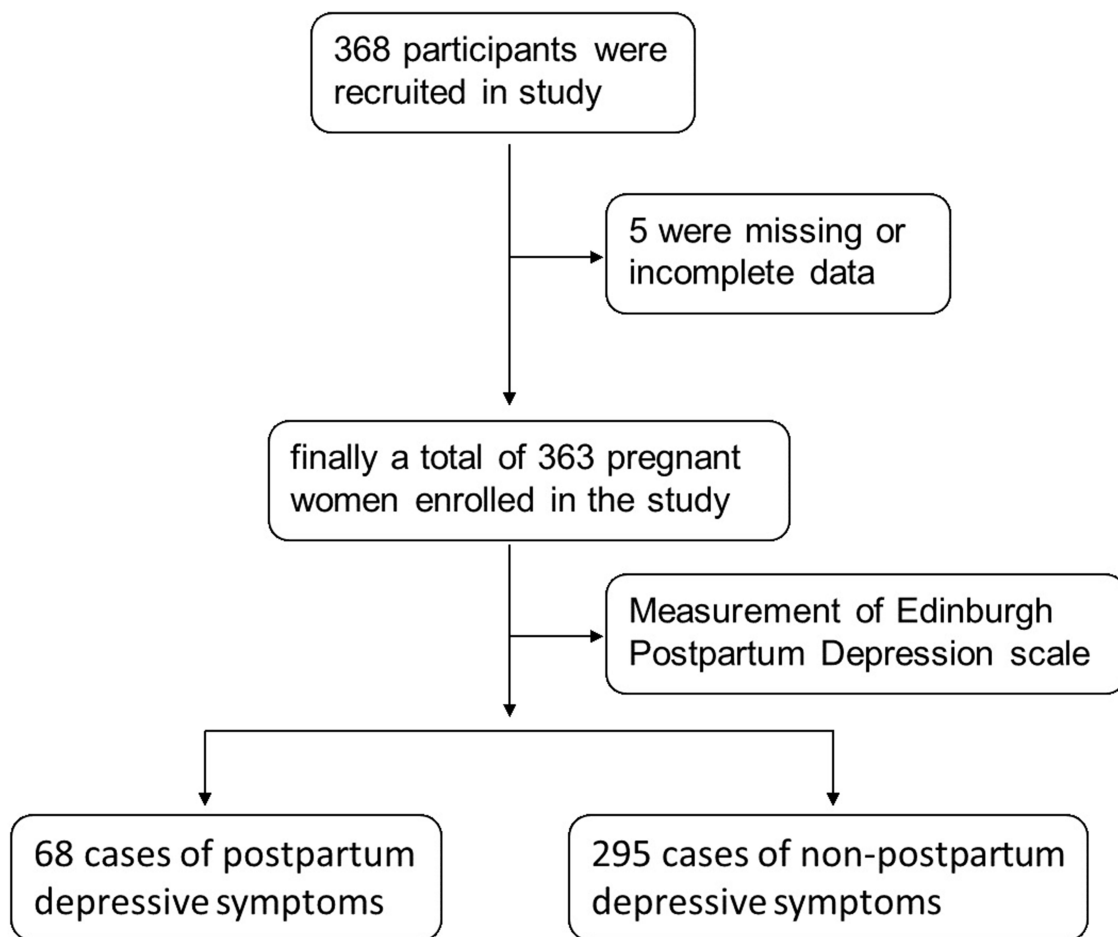 368 participants were
recruited in study
5 were missing or
incomplete data
finally a total of 363 pregnant
women enrolled in the study
Measurement of Edinburgh
Postpartum Depression scale
68 cases of postpartum
depressive symptoms
295 cases of non-postpartum
depressive symptoms